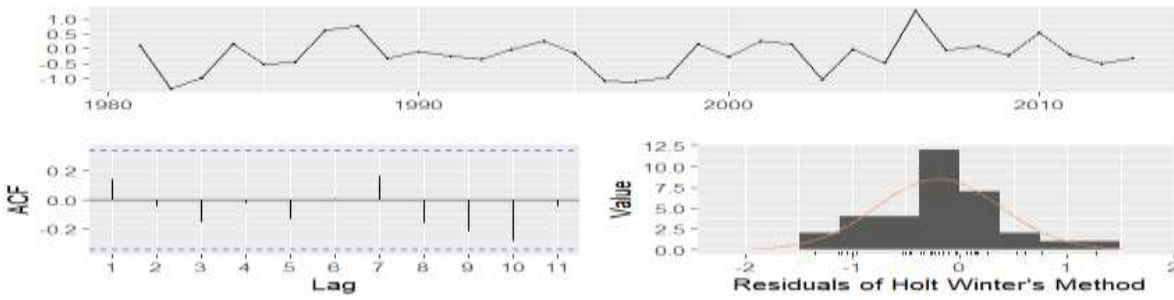 1.0
0.5
0.0
-0.5
-1.0
1980 1990 2000 2010
ACF
0.2
0.0
-0.2
1 2 3 4 5 6 7 8 9 10 11
Lag
Value
12.5
10.0
7.5
5.0
2.5
0.0
-2 -1 0 1 2
Residuals of Holt Winter's Method